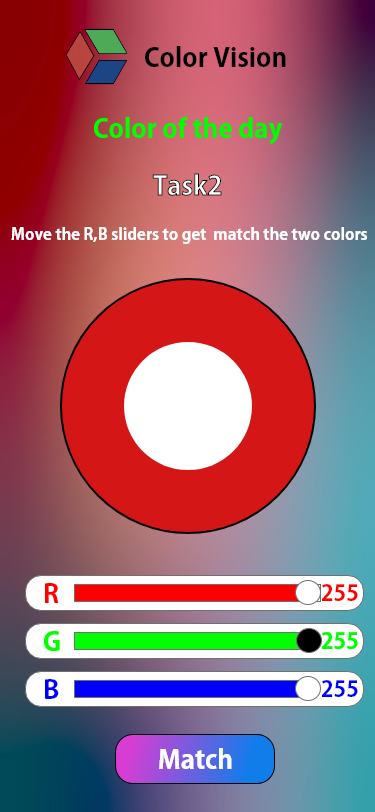 Color Vision
Color of the day
Task2
Move the R,B sliders to get match the two colors
R 255
G 255
B 255
Match